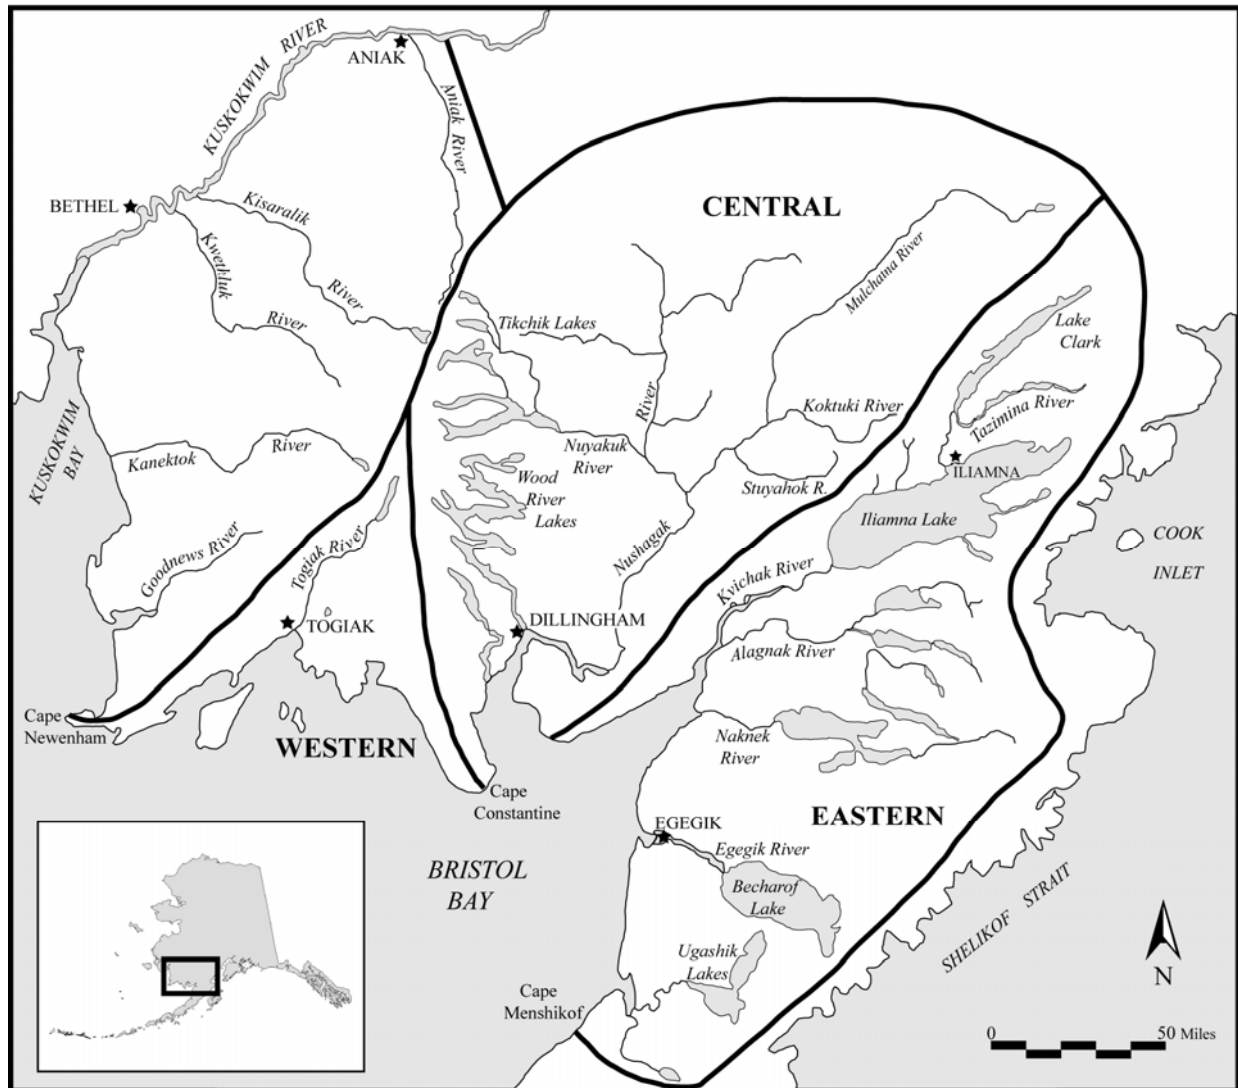 KUSKOKWIM RIVER
ANIAK
Aniak River
BETHEL
Kisaralik
River
Kwethluk
River
CENTRAL
Mulchatna River
Tikchik Lakes
River
Lake
Clark
Tazimina River
Koktuki River
KUSKOKWIM
BAY
Kanektok
River
Nuyakuk
River
Wood
River
Lakes
Stuyahok R.
ILIAMNA
Iliamna Lake
COOK
INLET
Goodnews River
Togiak River
Nushagak
Kvichak River
TOGIAK
DILLINGHAM
Alagnak River
Cape
Newenham
WESTERN
Naknek
River
Cape
Constantine
EASTERN
EGEGIK
Egegik River
BRISTOL
BAY
Becharof
Lake
SHELIKOF STRAIT
Ugashik
Lakes
Cape
Menshikof
N
0
50 Miles